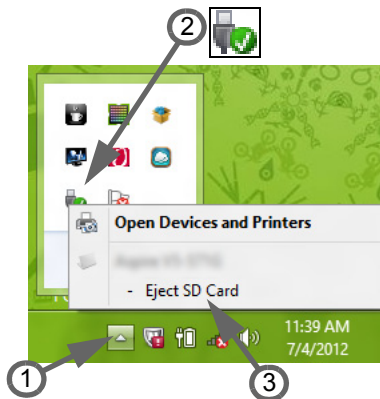 2
Open Devices and Printers
- Eject SD Card
11:39 AM
7/4/2012
1
3